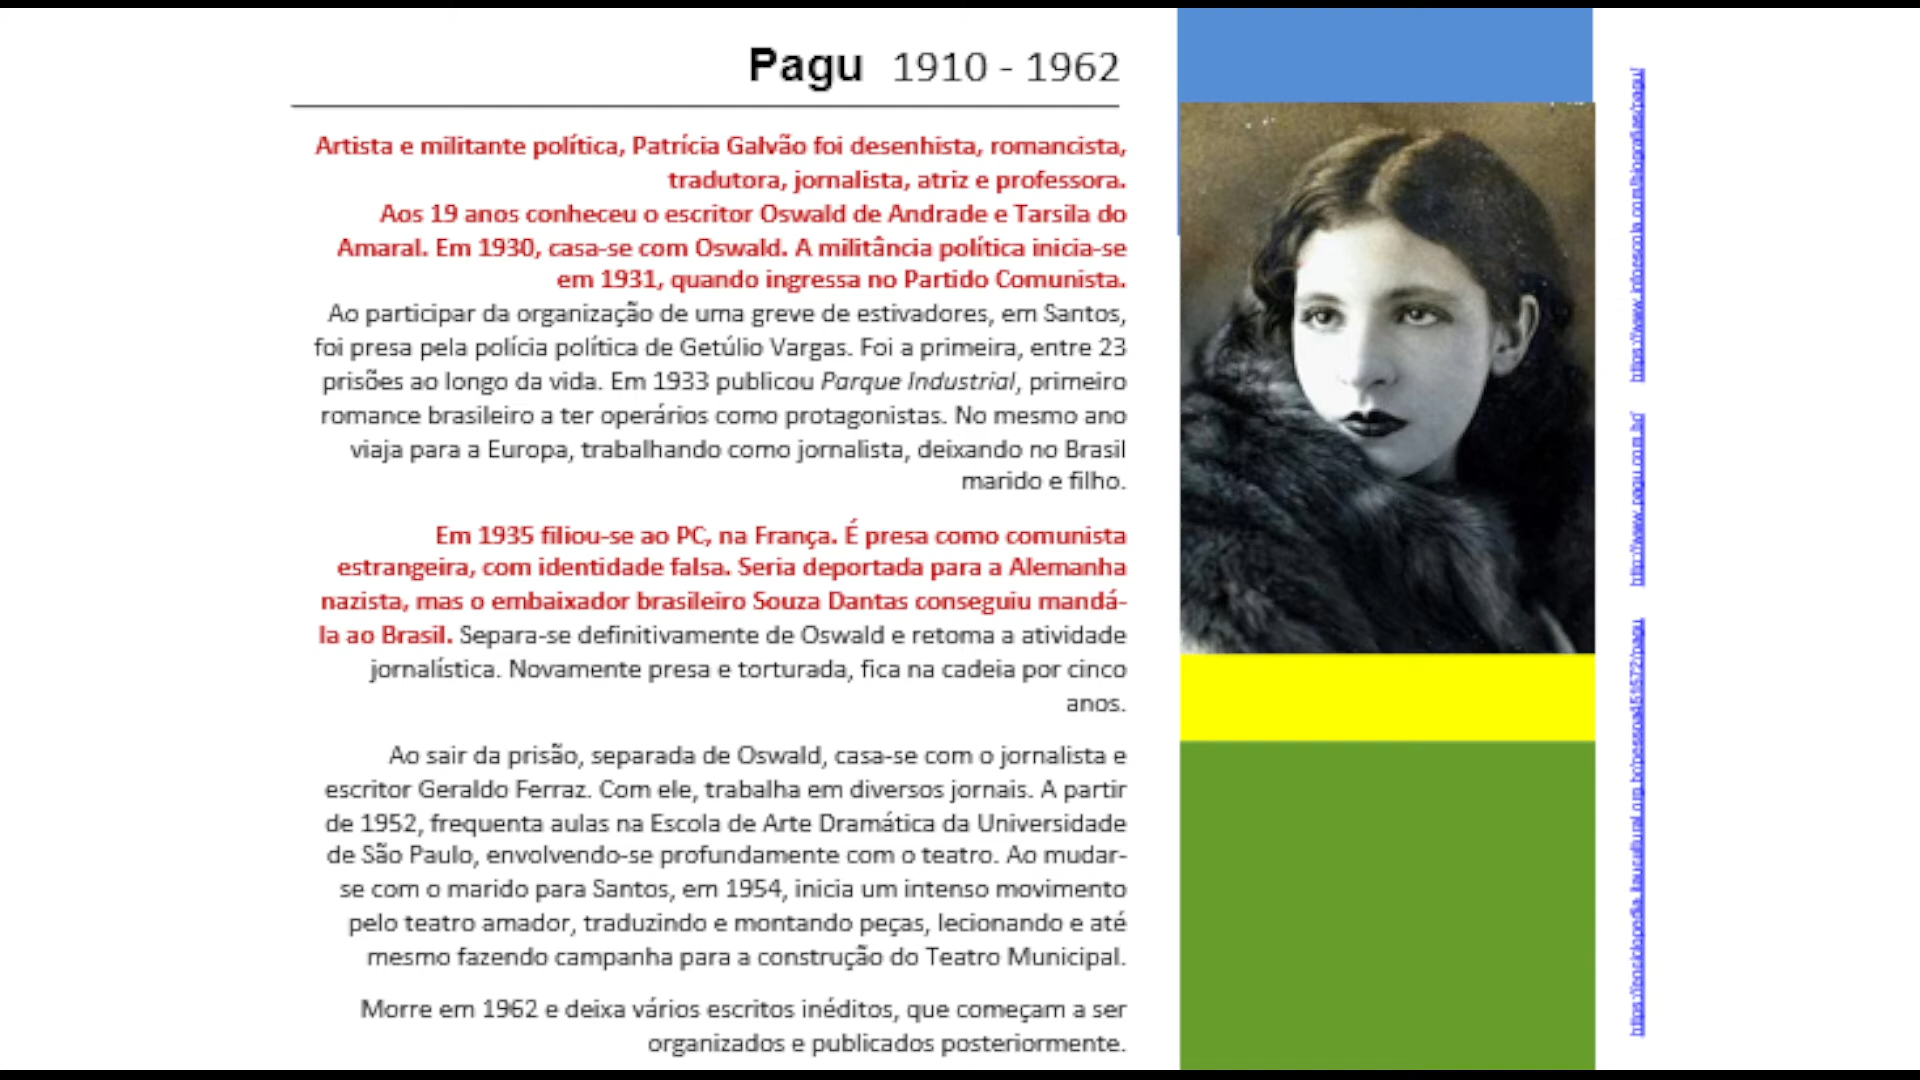 Pagu 1910 - 1962
Artista e militante política, Patrícia Galvão foi desenhista, romancista,
tradutora, jornalista, atriz e professora.
Aos 19 anos conheceu o escritor Oswald de Andrade e Tarsila do
Amaral. Em 1930, casa-se com Oswald. A militância política inicia-se
em 1931, quando ingressa no Partido Comunista.
Ao participar da organização de uma greve de estivadores, em Santos,
foi presa pela polícia política de Getúlio Vargas. Foi a primeira, entre 23
prisões ao longo da vida. Em 1933 publicou Parque Industrial, primeiro
romance brasileiro a ter operários como protagonistas. No mesmo ano
viaja para a Europa, trabalhando como jornalista, deixando no Brasil
marido e filho.
Em 1935 filiou-se ao PC, na França. É presa como comunista
estrangeira, com identidade falsa. Seria deportada para a Alemanha
nazista, mas o embaixador brasileiro Souza Dantas conseguiu mandá-
la ao Brasil. Separa-se definitivamente de Oswald e retoma a atividade
jornalística. Novamente presa e torturada, fica na cadeia por cinco
anos.
Ao sair da prisão, separada de Oswald, casa-se com o jornalista e
escritor Geraldo Ferraz. Com ele, trabalha em diversos jornais. A partir
de 1952, frequenta aulas na Escola de Arte Dramática da Universidade
de São Paulo, envolvendo-se profundamente com o teatro. Ao mudar-
se com o marido para Santos, em 1954, inicia um intenso movimento
pelo teatro amador, traduzindo e montando peças, lecionando e até
mesmo fazendo campanha para a construção do Teatro Municipal.
Morre em 1962 e deixa vários escritos inéditos, que começam a ser
organizados e publicados posteriormente.
https://www.infoescola.com/biografias/pagu/
http://www.pagu.com.br/